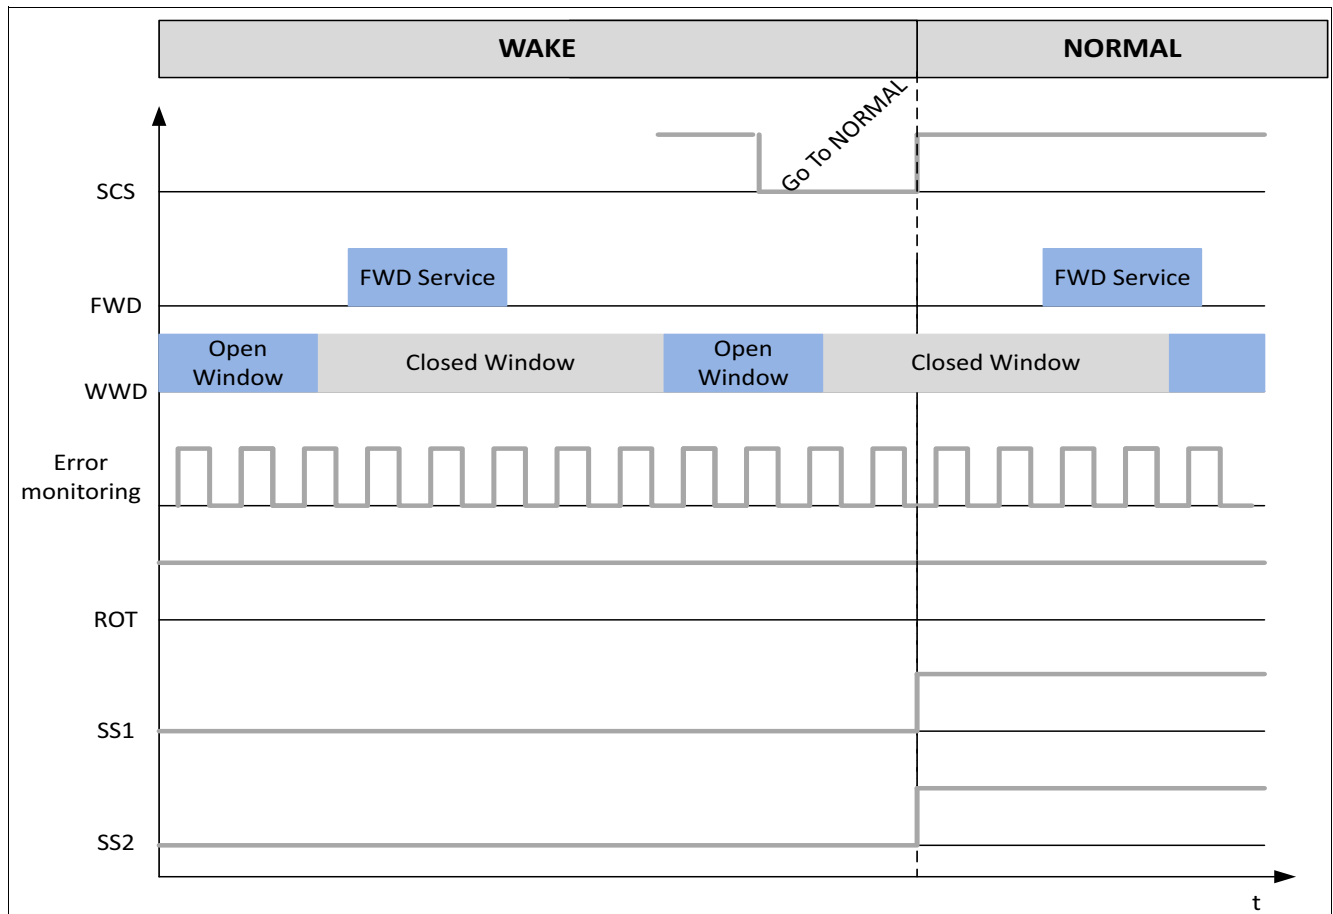 WAKE
NORMAL
Go To NORMAL
SCS
FWD Service
FWD Service
FWD
Open
Window
Closed Window
Open
Window
Closed Window
WWD
Error
monitoring
ROT
SS1
SS2
t